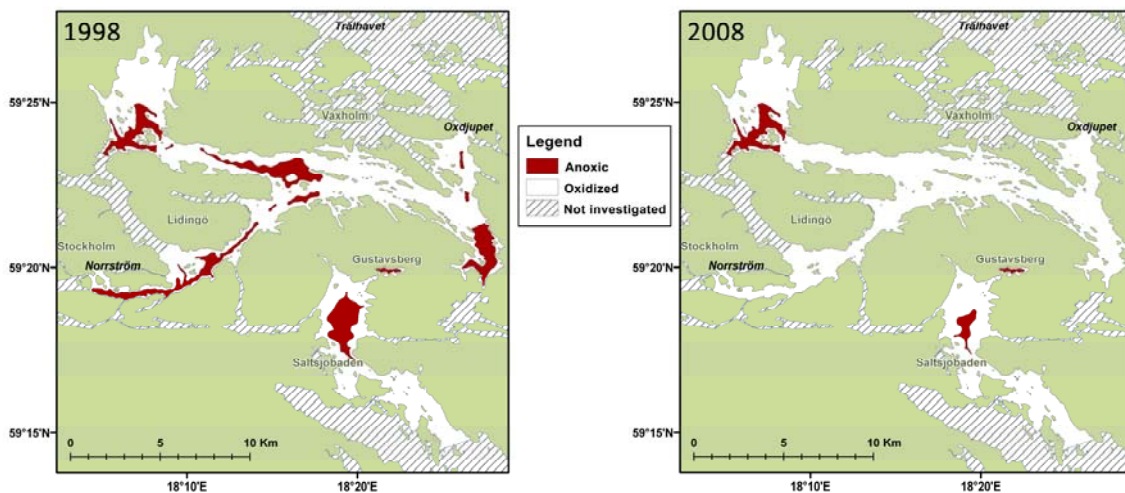 1998
Trälhavet
59°25'N
Vaxholm
Oxdjupet
Lidingö
Stockholm
59°20'N
Norrström
Gustavsberg
Saltsjobaden
59°15'N
0 5 10 Km
18°10'E 18°20'E
Legend
Anoxic
Oxidized
Not investigated
2008
Trälhavet
59°25'N
Vaxholm
Oxdjupet
Lidingö
Stockholm
59°20'N
Norrström
Gustavsberg
Saltsjobaden
59°15'N
0 5 10 Km
18°10'E 18°20'E